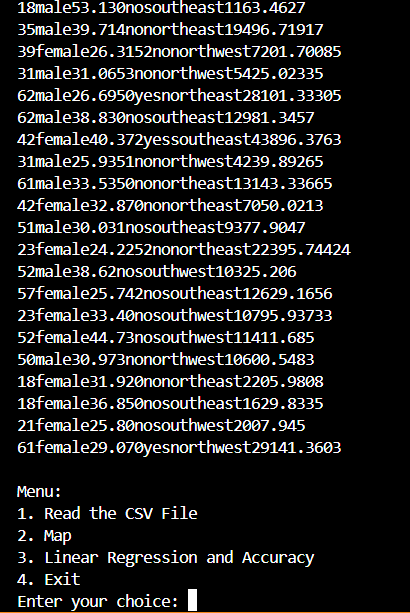 18male53.130nosoutheast1163.4627
35male39.714nonortheast19496.71917
39female26.3152nonorthwest7201.70085
31male31.0653nonorthwest5425.02335
62male26.6950yesnortheast28101.33305
62male38.830nosoutheast12981.3457
42female40.372yessoutheast43896.3763
31male25.9351nonorthwest4239.89265
61male33.5350nonortheast13143.33665
42female32.870nonortheast7050.0213
51male30.031nosoutheast9377.9047
23female24.2252nonortheast22395.74424
52male38.62nosouthwest10325.206
57female25.742nosoutheast12629.1656
23female33.40nosouthwest10795.93733
52female44.73nosouthwest11411.685
50male30.973nonorthwest10600.5483
18female31.920nonortheast2205.9808
18female36.850nosoutheast1629.8335
21female25.80nosouthwest2007.945
61female29.070yesnorthwest29141.3603

Menu:
1. Read the CSV File
2. Map
3. Linear Regression and Accuracy
4. Exit
Enter your choice: